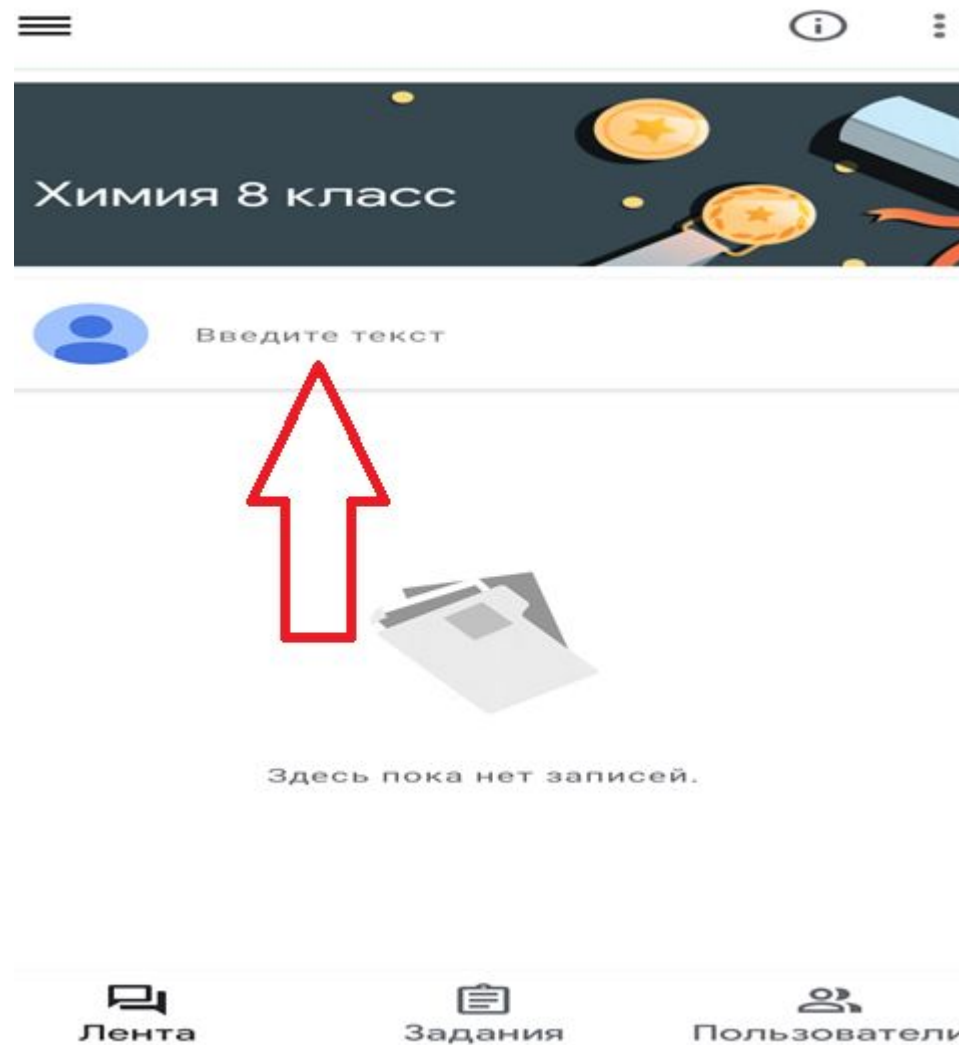 Химия 8 класс
Введите текст
Здесь пока нет записей.
Лента
Задания
Пользователи